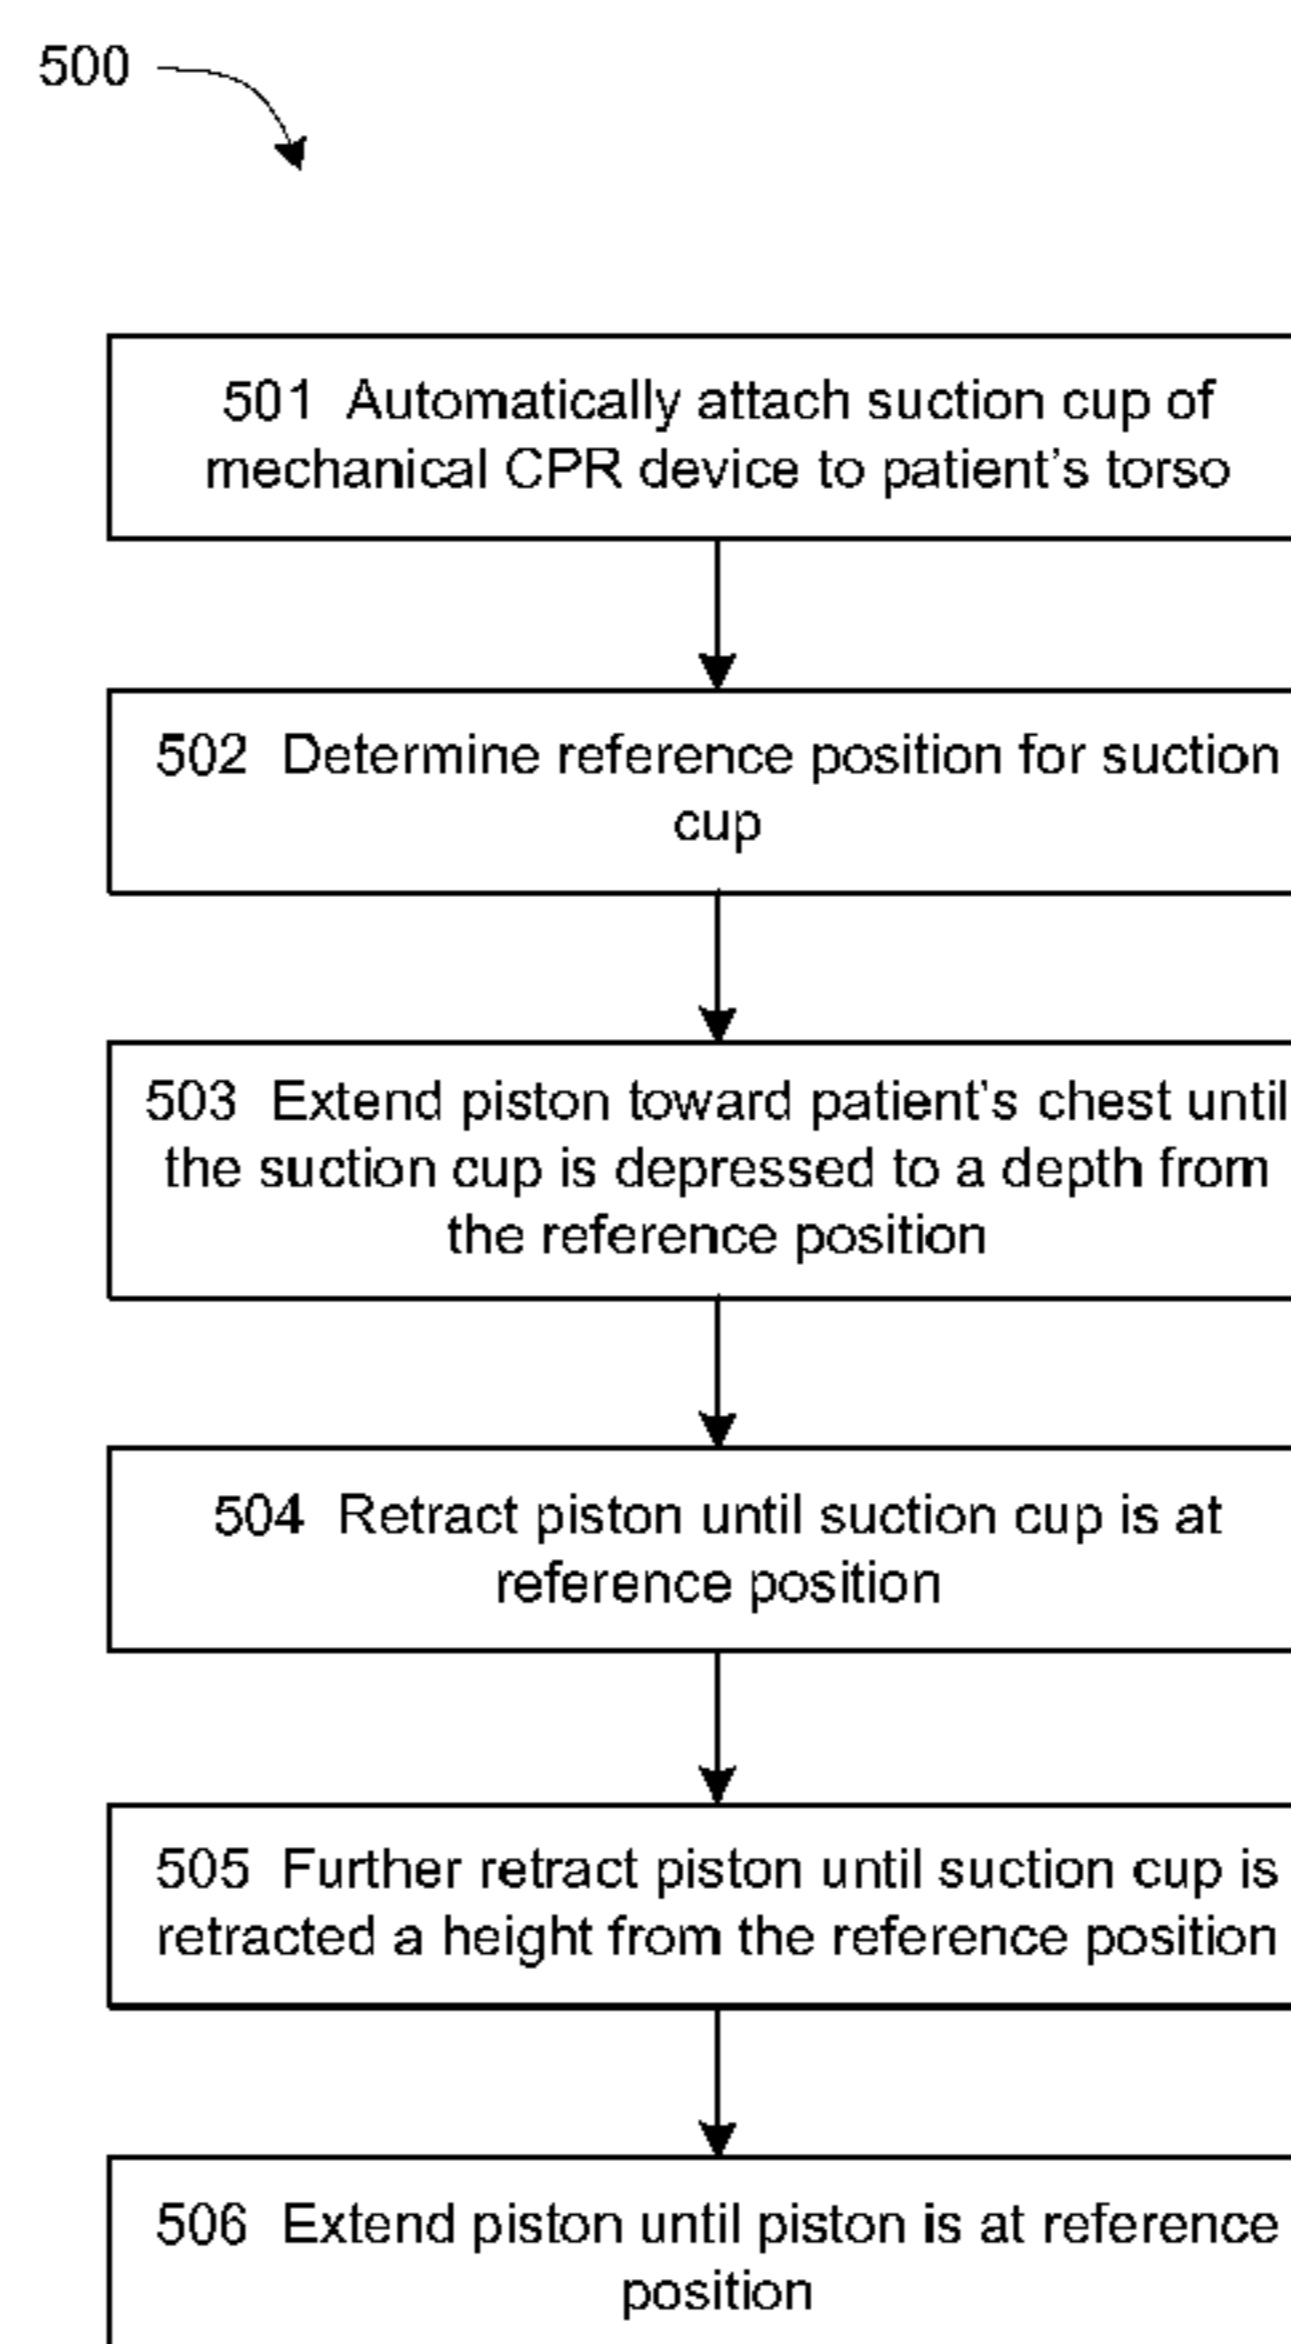 500
501 Automatically attach suction cup of
mechanical CPR device to patient's torso
502 Determine reference position for suction
cup
503 Extend piston toward patient's chest until
the suction cup is depressed to a depth from
the reference position
504 Retract piston until suction cup is at
reference position
505 Further retract piston until suction cup is
retracted a height from the reference position
506 Extend piston until piston is at reference
position